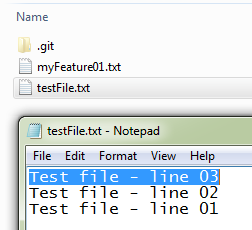 Name
.git
myFeature01.txt
testFile.txt
testFile.txt - Notepad
File Edit Format View Help
Test file - line 03
Test file - line 02
Test file - line 01